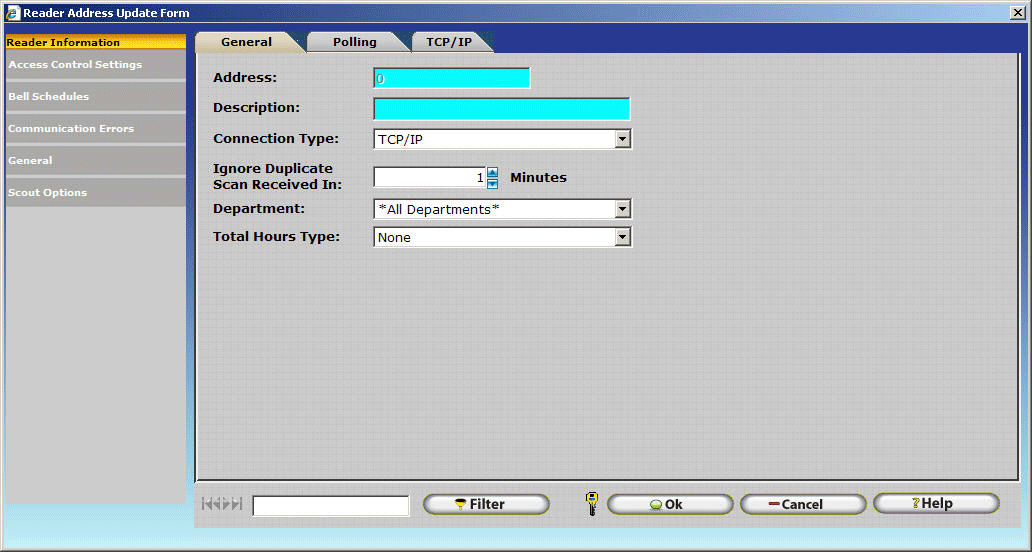 Reader Address Update Form
Reader Information
Access Control Settings
Bell Schedules
Communication Errors
General
Scout Options
General Polling TCP/IP
Address: 0
Description:
Connection Type: TCP/IP
Ignore Duplicate
Scan Received In: 1 Minutes
Department: *All Departments*
Total Hours Type: None
Filter Ok Cancel ?Help